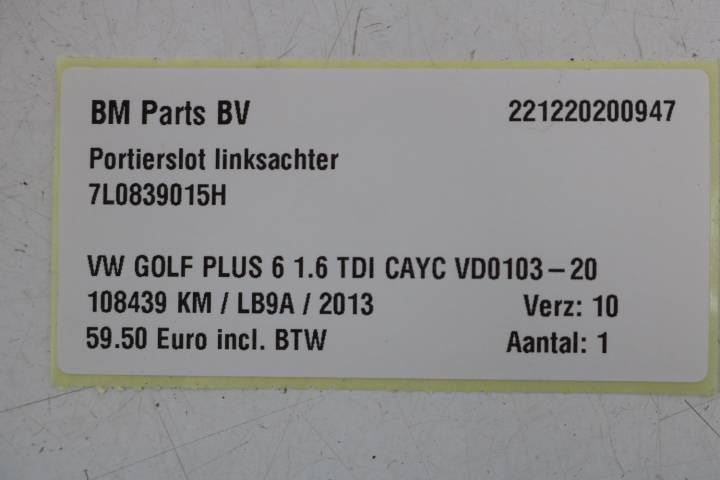 BM Parts BV 221220200947
Portierslot linksachter
7L0839015H
VW GOLF PLUS 6 1.6 TDI CAYC VD0103-20
108439 KM / LB9A / 2013 Verz: 10
59.50 Euro incl. BTW Aantal: 1